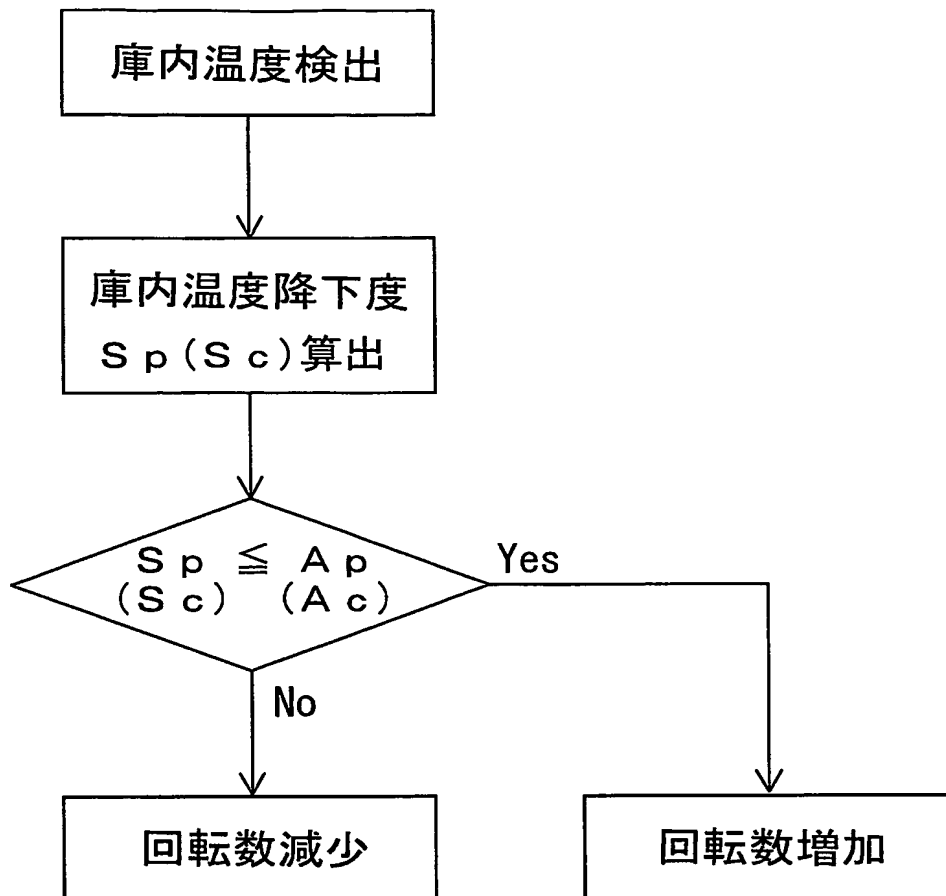 庫内温度検出
庫内温度降下度
Ｓｐ(Ｓｃ)算出
Ｓｐ ≦ Ａｐ
(Ｓｃ) (Ａｃ)
Yes
No
回転数減少
回転数増加